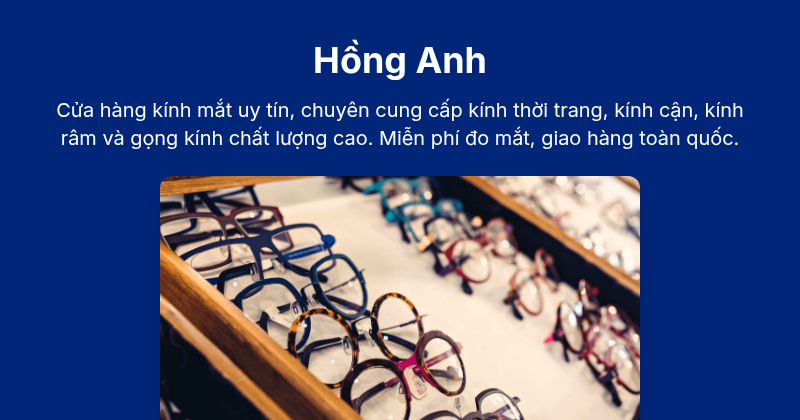 Hồng Anh
Cửa hàng kính mắt uy tín, chuyên cung cấp kính thời trang, kính cận, kính
râm và gọng kính chất lượng cao. Miễn phí đo mắt, giao hàng toàn quốc.